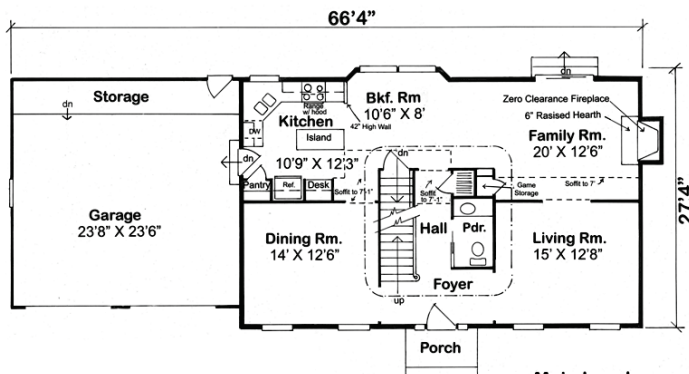 66'4"
Storage
dn
dn
Range
w/ hood
DW
Kitchen
Island
42" High Wall
10'9" X 12'3"
Bkf. Rm
10'6" X 8'
dn
Zero Clearance Fireplace
6" Rasised Hearth
Family Rm.
20' X 12'6"
27'4"
dn
Pantry
Ref.
Desk
Soffit to 7'-1"
dn
Soffit
to 7'-1"
Game
Storage
Soffit to 7'
Garage
23'8" X 23'6"
Dining Rm.
14' X 12'6"
Hall
Pdr.
Living Rm.
15' X 12'8"
up
Foyer
Porch